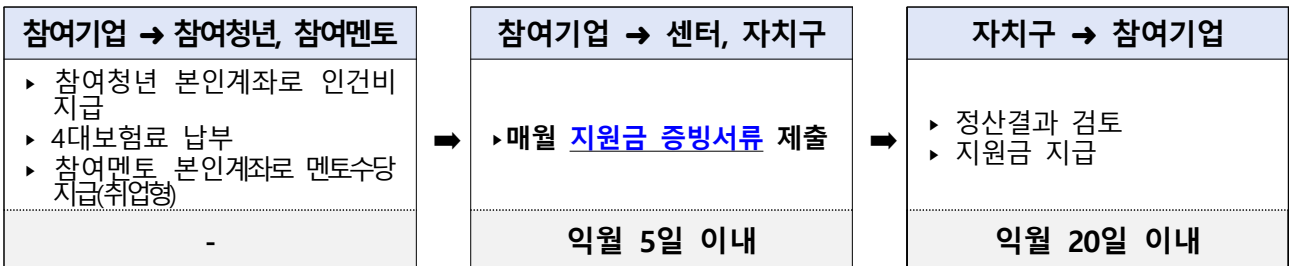 참여기업 → 참여청년, 참여멘토
▸ 참여청년 본인계좌로 인건비
지급
▸ 4대보험료 납부
▸ 참여멘토 본인계좌로 멘토수당
지급(취업형)
-
➡
참여기업 → 센터, 자치구
▸매월 지원금 증빙서류 제출
익월 5일 이내
➡
자치구 → 참여기업
▸ 정산결과 검토
▸ 지원금 지급
익월 20일 이내